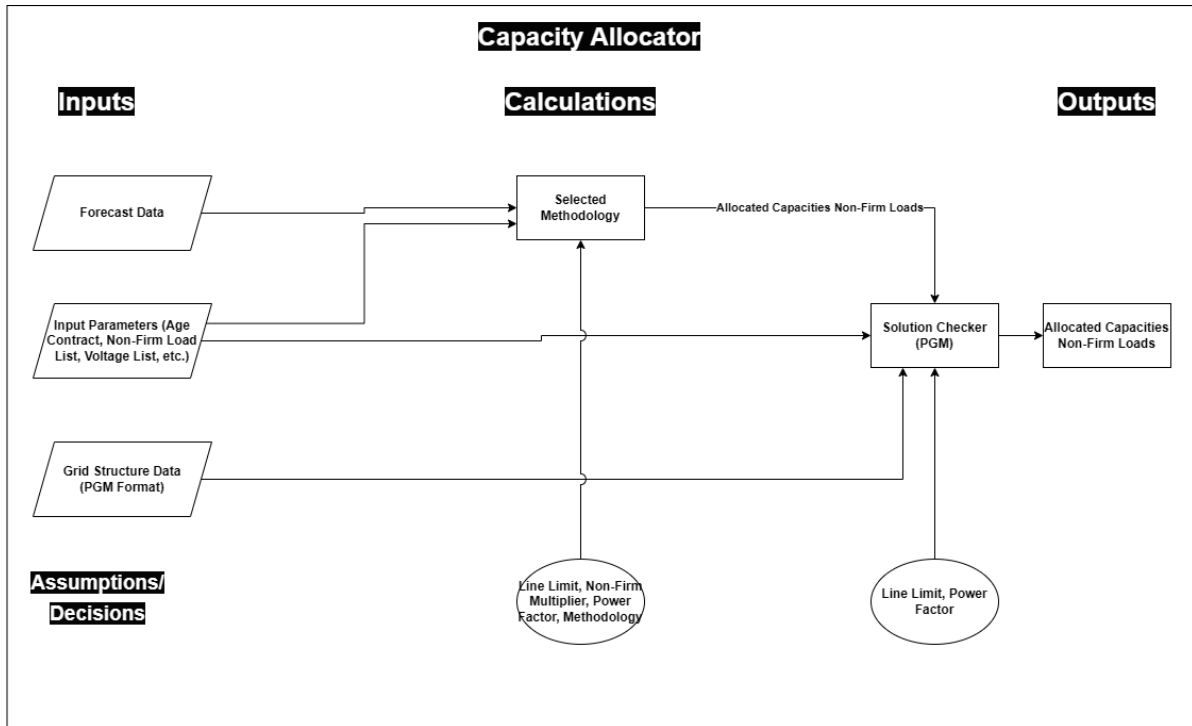 Capacity Allocator
Inputs
Calculations
Outputs
Forecast Data
Selected
Methodology
Allocated Capacities Non-Firm Loads
Input Parameters (Age
Contract, Non-Firm Load
List, Voltage List, etc.)
Solution Checker
(PGM)
Allocated Capacities
Non-Firm Loads
Grid Structure Data
(PGM Format)
Assumptions/
Decisions
Line Limit, Non-Firm
Multiplier, Power
Factor, Methodology
Line Limit, Power
Factor